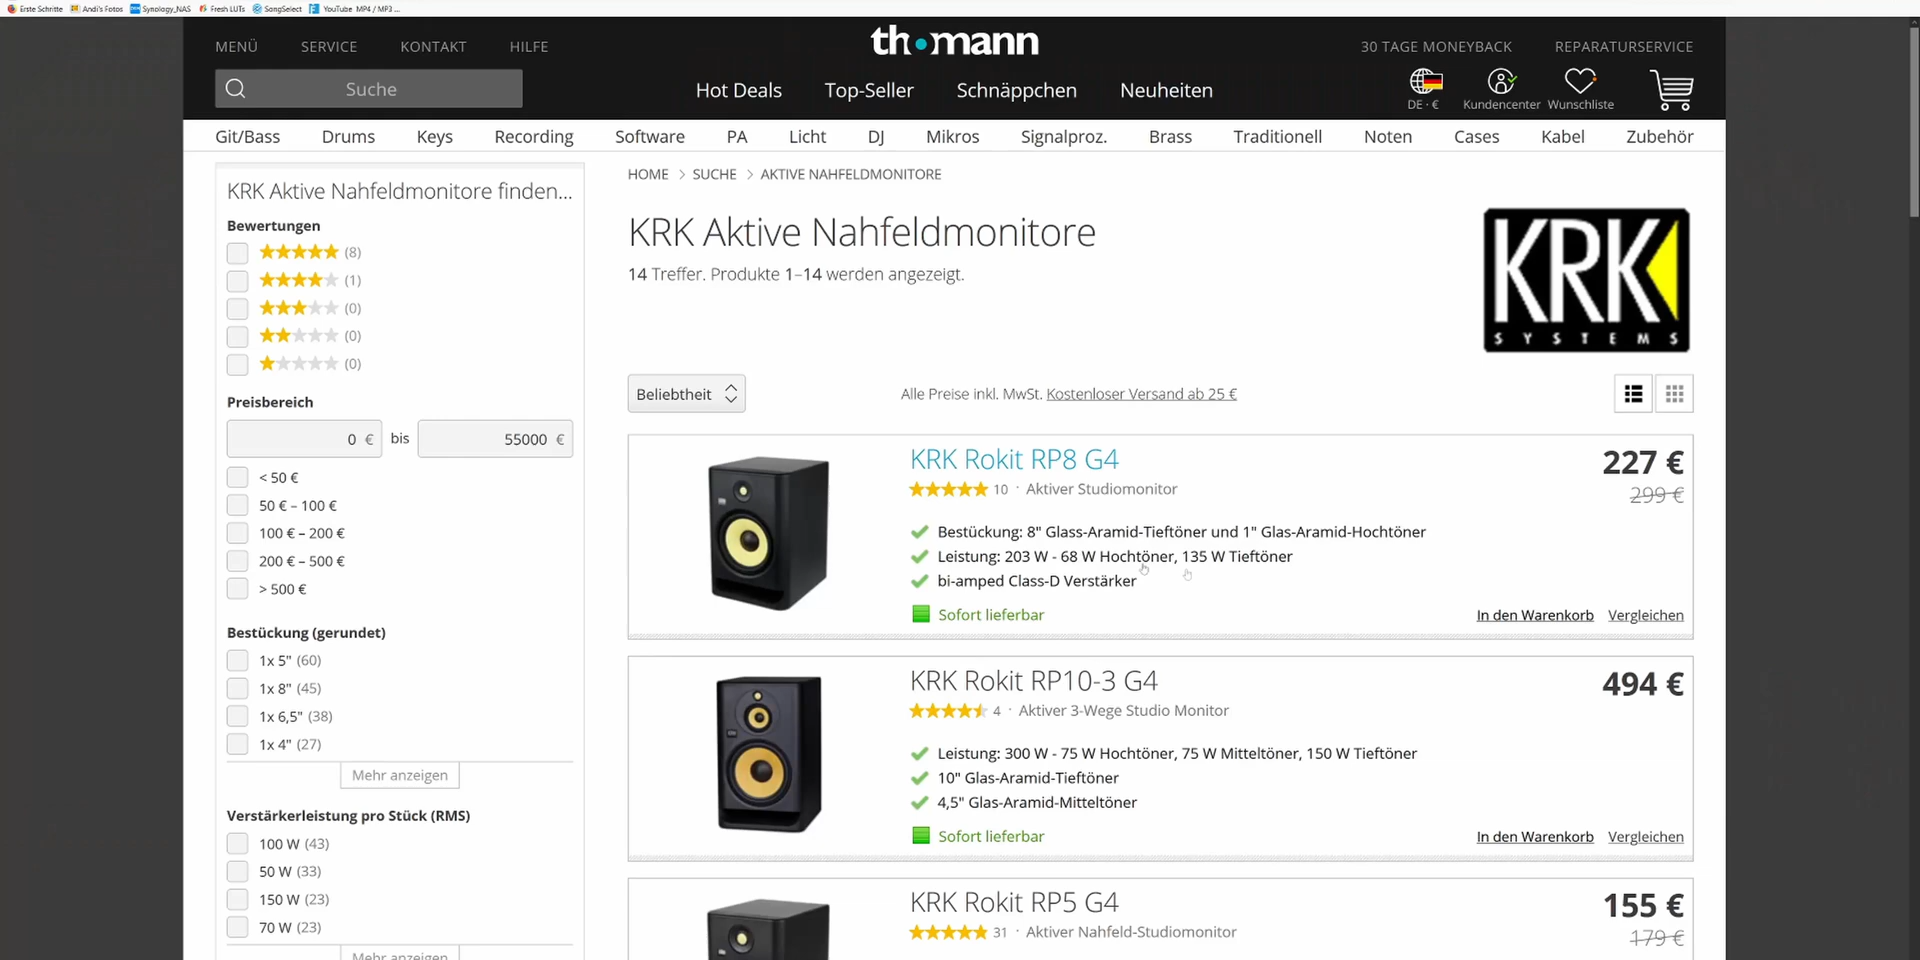 Erste Schritte Andi's Fotos Synology_NAS Fresh LUTs SongSelect YouTube MP4 / MP3 ...
MENÜ SERVICE KONTAKT HILFE
th•mann
30 TAGE MONEYBACK REPARATURSERVICE
Suche
Hot Deals Top-Seller Schnäppchen Neuheiten
DE · € Kundencenter Wunschliste
Git/Bass Drums Keys Recording Software PA Licht DJ Mikros Signalproz. Brass Traditionell Noten Cases Kabel Zubehör
KRK Aktive Nahfeldmonitore finden...
Bewertungen
(8)
(1)
(0)
(0)
(0)
Preisbereich
0 € bis 55000 €
< 50 €
50 € – 100 €
100 € – 200 €
200 € – 500 €
> 500 €
Bestückung (gerundet)
1x 5" (60)
1x 8" (45)
1x 6,5" (38)
1x 4" (27)
Mehr anzeigen
Verstärkerleistung pro Stück (RMS)
100 W (43)
50 W (33)
150 W (23)
70 W (23)
Mehr anzeigen
HOME > SUCHE > AKTIVE NAHFELDMONITORE
KRK Aktive Nahfeldmonitore
14 Treffer. Produkte 1–14 werden angezeigt.
KRK
SYSTEMS
Beliebtheit
Alle Preise inkl. MwSt. Kostenloser Versand ab 25 €
KRK Rokit RP8 G4
227 €
10 · Aktiver Studiomonitor
299 €
Bestückung: 8" Glass-Aramid-Tieftöner und 1" Glas-Aramid-Hochtöner
Leistung: 203 W - 68 W Hochtöner, 135 W Tieftöner
bi-amped Class-D Verstärker
Sofort lieferbar
In den Warenkorb Vergleichen
KRK Rokit RP10-3 G4
494 €
4 · Aktiver 3-Wege Studio Monitor
Leistung: 300 W - 75 W Hochtöner, 75 W Mitteltöner, 150 W Tieftöner
10" Glas-Aramid-Tieftöner
4,5" Glas-Aramid-Mitteltöner
Sofort lieferbar
In den Warenkorb Vergleichen
KRK Rokit RP5 G4
155 €
31 · Aktiver Nahfeld-Studiomonitor
179 €